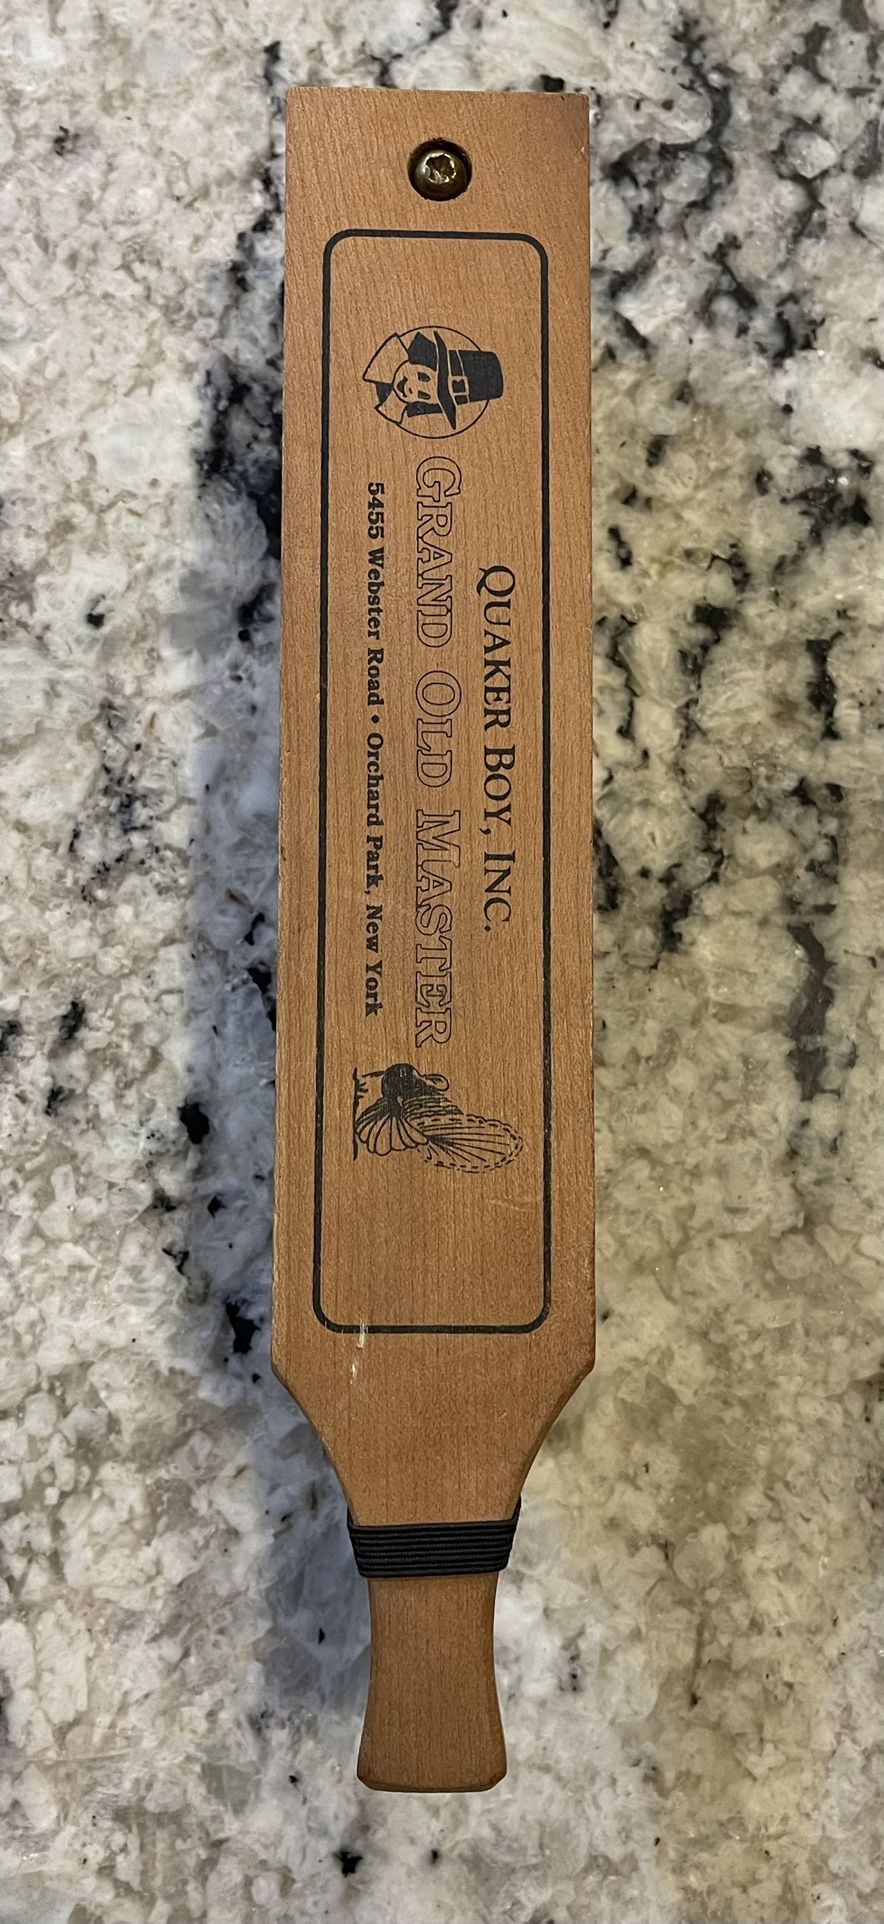 QUAKER BOY, INC.
GRAND OLD MASTER
5455 Webster Road • Orchard Park, New York